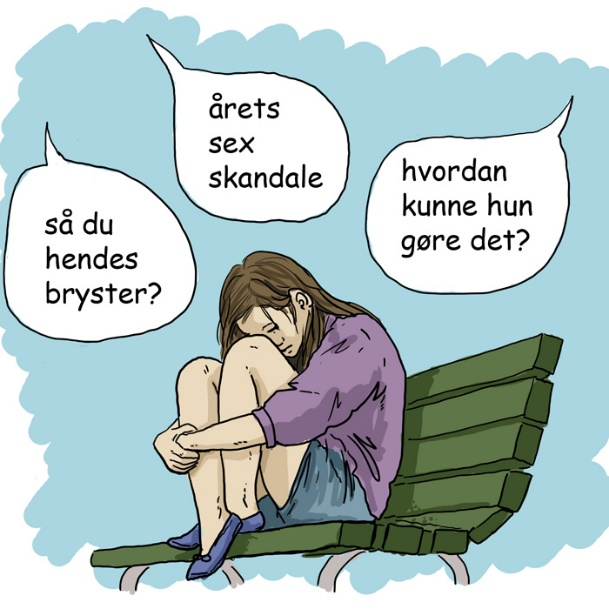 så du
hendes
bryster?
årets
sex
skandale
hvordan
kunne hun
gøre det?